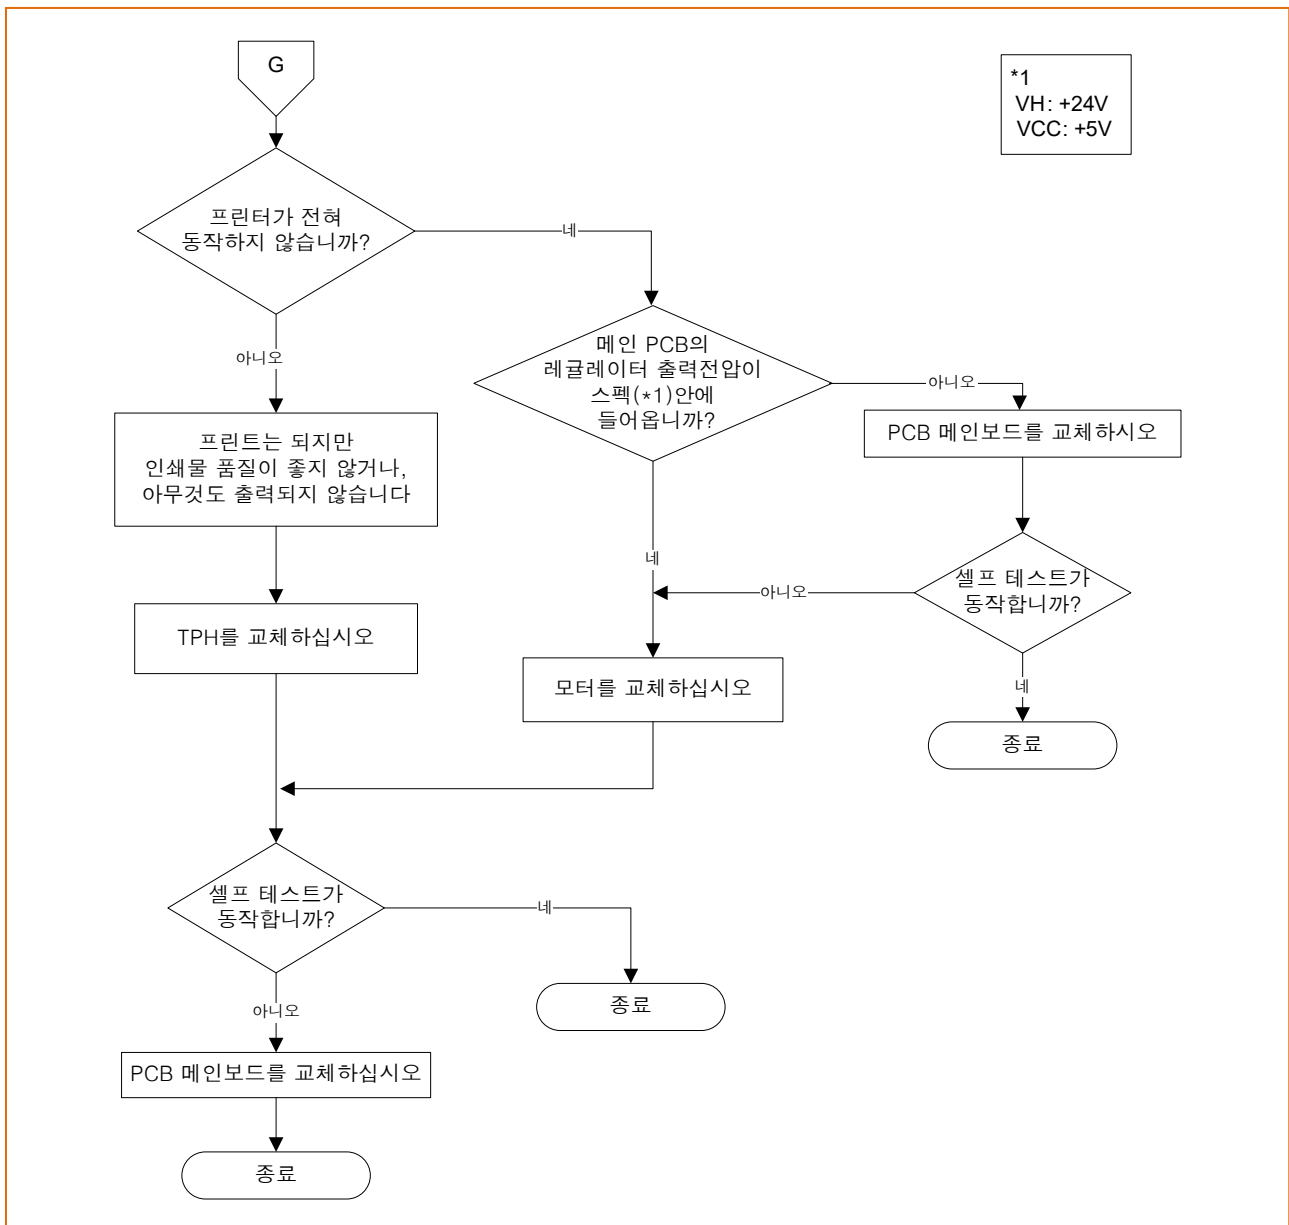 G
*1
VH: +24V
VCC: +5V
프린터가 전혀
동작하지 않습니까?
네
아니오
메인 PCB의
레귤레이터 출력전압이
스펙(*1)안에
들어옵니까?
아니오
PCB 메인보드를 교체하시오
프린트는 되지만
인쇄물 품질이 좋지 않거나,
아무것도 출력되지 않습니다
네
셀프 테스트가
동작합니까?
아니오
TPH를 교체하십시오
모터를 교체하십시오
네
종료
셀프 테스트가
동작합니까?
네
종료
아니오
PCB 메인보드를 교체하십시오
종료